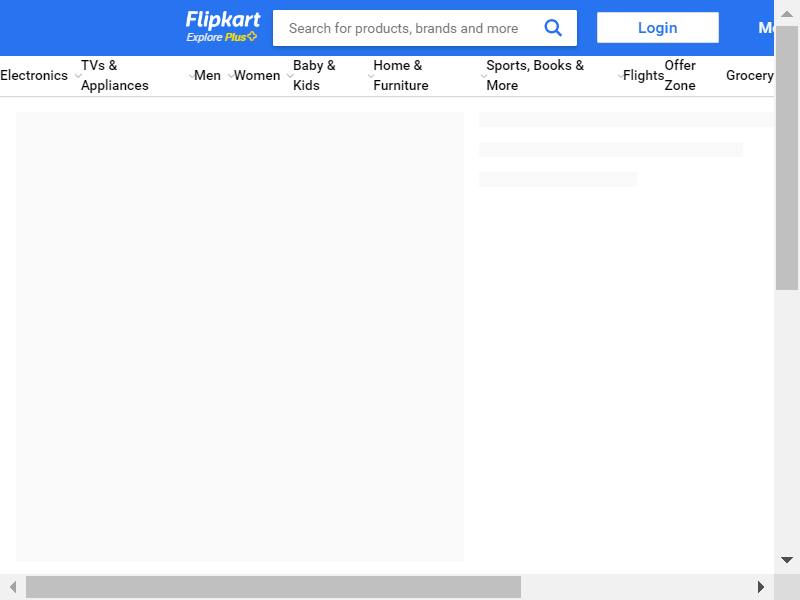 Flipkart
Explore Plus
Search for products, brands and more
Login
Electronics
TVs &
Appliances
Men
Women
Baby &
Kids
Home &
Furniture
Sports, Books &
More
Flights
Offer
Zone
Grocery